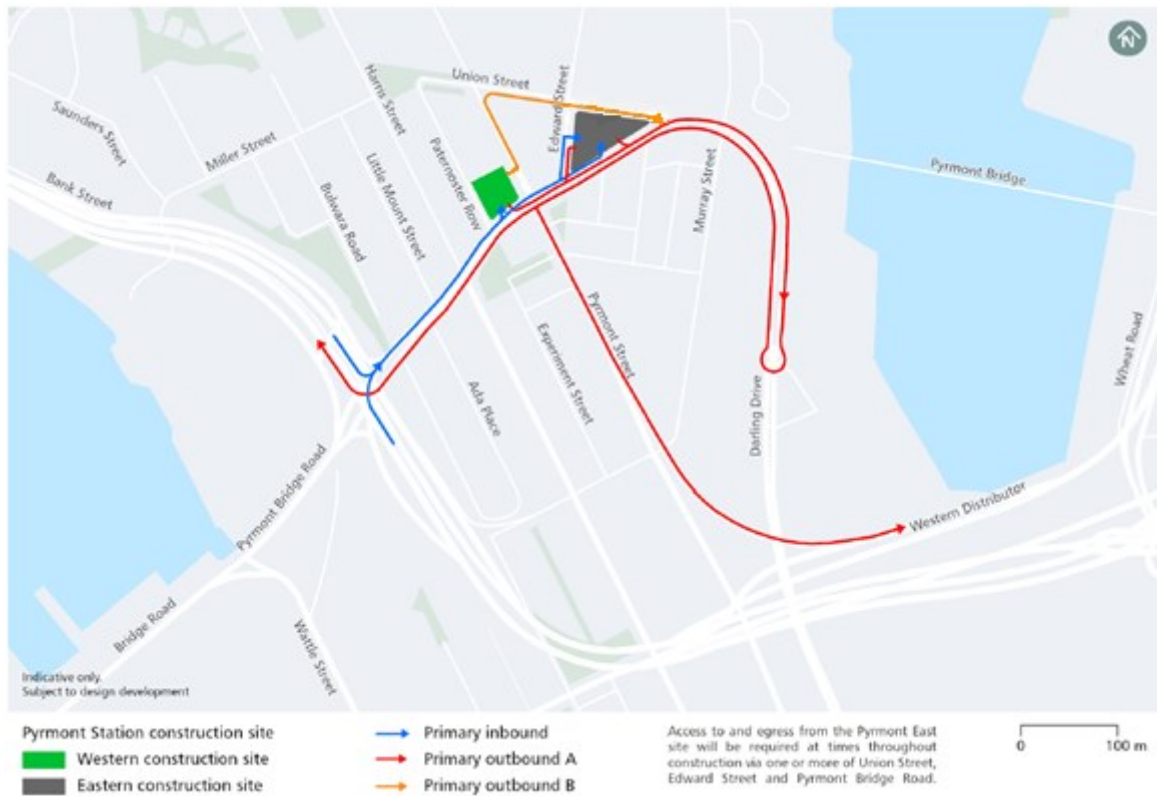 N
Union Street
Edward Street
Harris Street
Saunders Street
Miller Street
Paternoster Row
Little Mount Street
Murray Street
Pyrmont Bridge
Bank Street
Bulwara Road
Pyrmont Street
Experiment Street
Ada Place
Darling Drive
Wheat Road
Pyrmont Bridge Road
Western Distributor
Bridge Road
Wattle Street
Indicative only.
Subject to design development
Pyrmont Station construction site
Western construction site
Eastern construction site
Primary inbound
Primary outbound A
Primary outbound B
Access to and egress from the Pyrmont East
site will be required at times throughout
construction via one or more of Union Street,
Edward Street and Pyrmont Bridge Road.
0 100 m